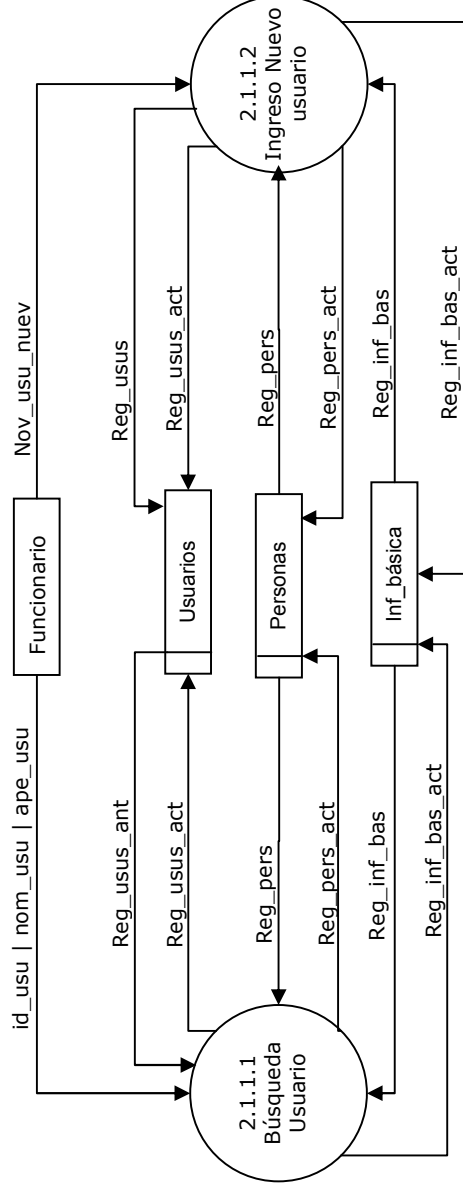 id_usu | nom_usu | ape_usu
Funcionario
Nov_usu_nuev
Reg_usus_ant
Reg_usus
Reg_usus_act
Usuarios
Reg_usus_act
2.1.1.1
Búsqueda
Usuario
Reg_pers
Personas
Reg_pers
2.1.1.2
Ingreso Nuevo
usuario
Reg_pers_act
Reg_pers_act
Reg_inf_bas
Inf_básica
Reg_inf_bas
Reg_inf_bas_act
Reg_inf_bas_act